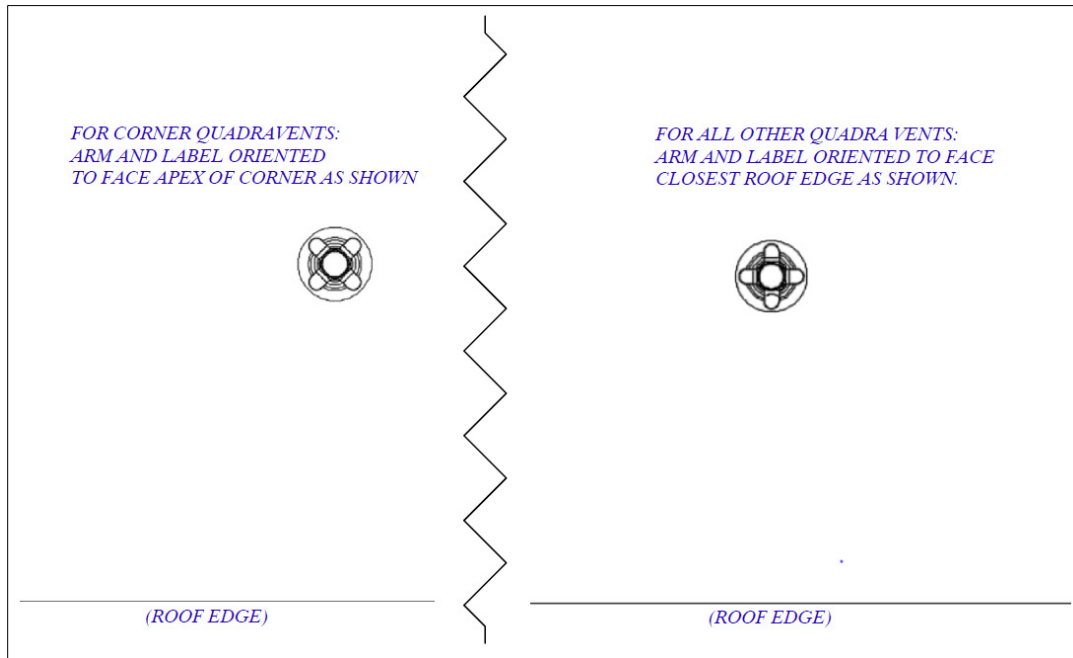 FOR CORNER QUADRAVENTS:
ARM AND LABEL ORIENTED
TO FACE APEX OF CORNER AS SHOWN
(ROOF EDGE)
FOR ALL OTHER QUADRA VENTS:
ARM AND LABEL ORIENTED TO FACE
CLOSEST ROOF EDGE AS SHOWN.
(ROOF EDGE)